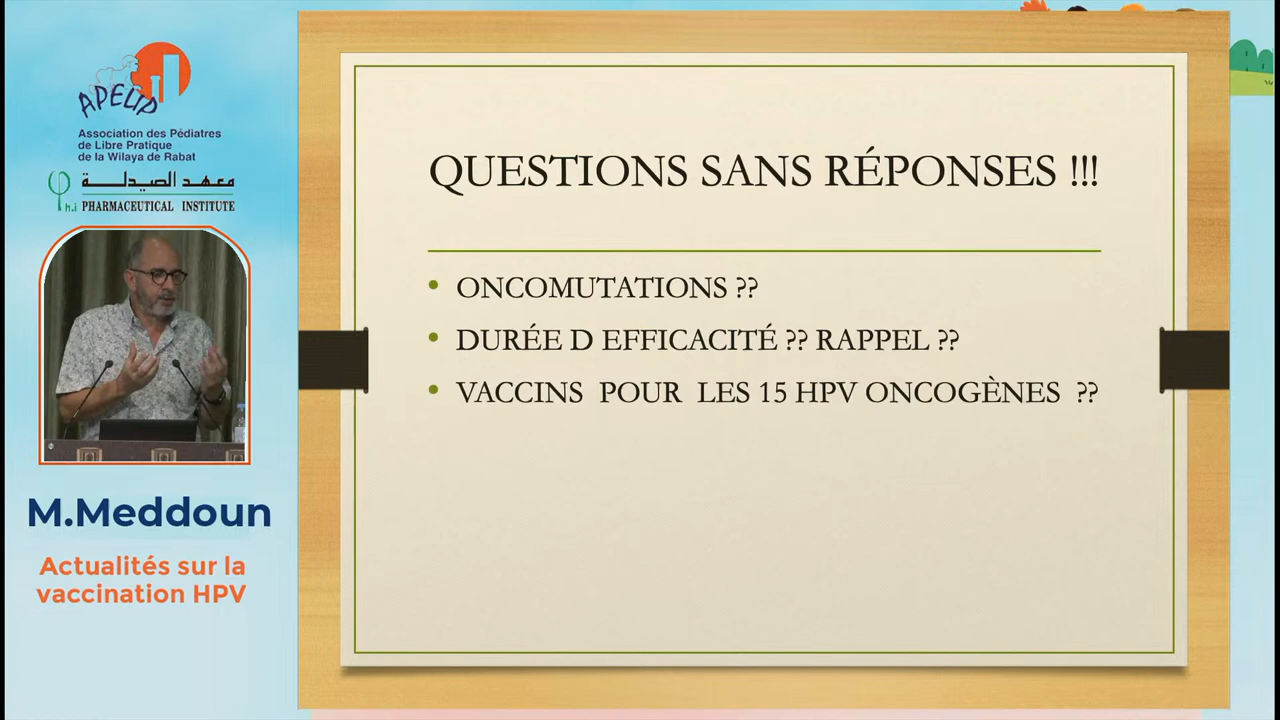 APELIP
Association des Pédiatres
de Libre Pratique
de la Wilaya de Rabat
معهد الصيدلة
ph.i PHARMACEUTICAL INSTITUTE
M.Meddoun
Actualités sur la
vaccination HPV
QUESTIONS SANS RÉPONSES !!!
• ONCOMUTATIONS ??
• DURÉE D EFFICACITÉ ?? RAPPEL ??
• VACCINS POUR LES 15 HPV ONCOGÈNES ??